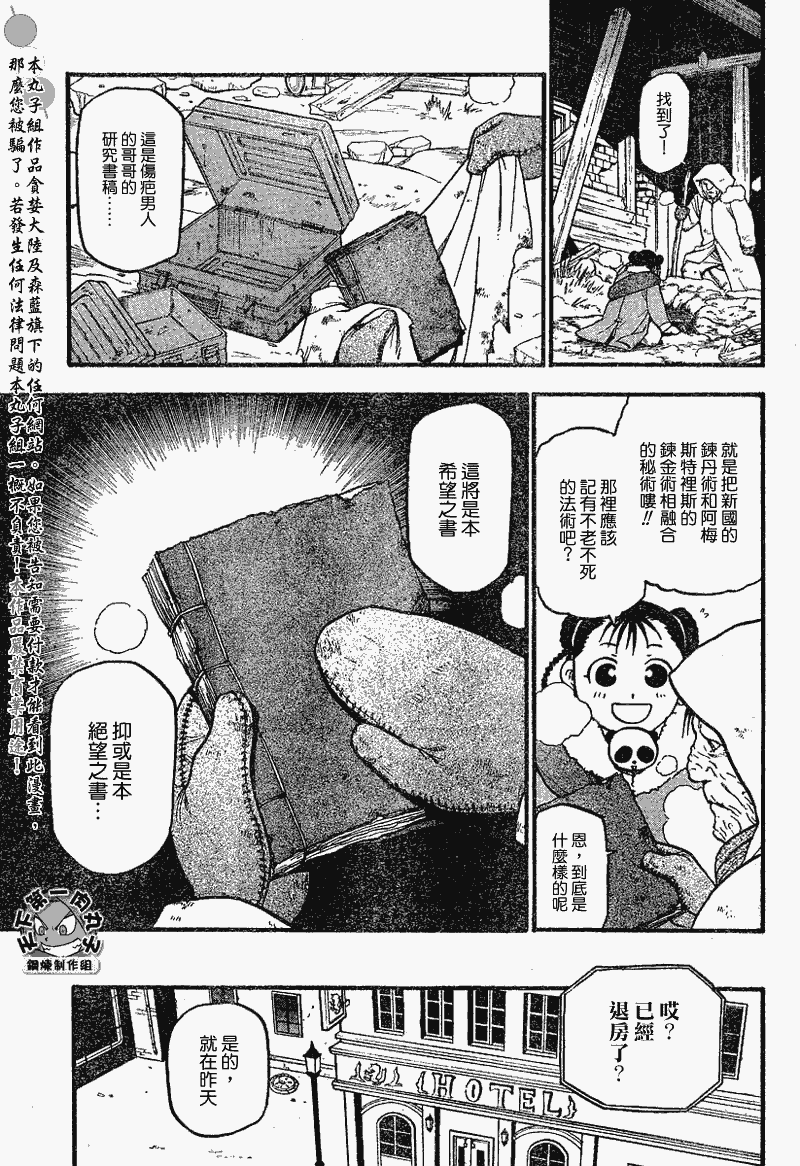 找到了！
這是傷疤男人
的哥哥的
研究書稿……
就是把新國的
鍊丹術和阿梅
斯特裡斯的
鍊金術相融合
的秘術嘍!!
那裡應該
記有不老不死
的法術吧？
恩，到底是
什麼樣的呢
這將是本
希望之書
抑或是本
絕望之書…
哎？
已經
退房了？
是的，
就在昨天
HOTEL
本丸子組作品貪婪大陸及森藍旗下的任何網站。如果您被告知需要付款才能看到此漫畫，
那麼您被騙了。若發生任何法律問題本丸子組一概不負責！本作品嚴禁商業用途！
天下第一肉丸子
鋼煉制作組